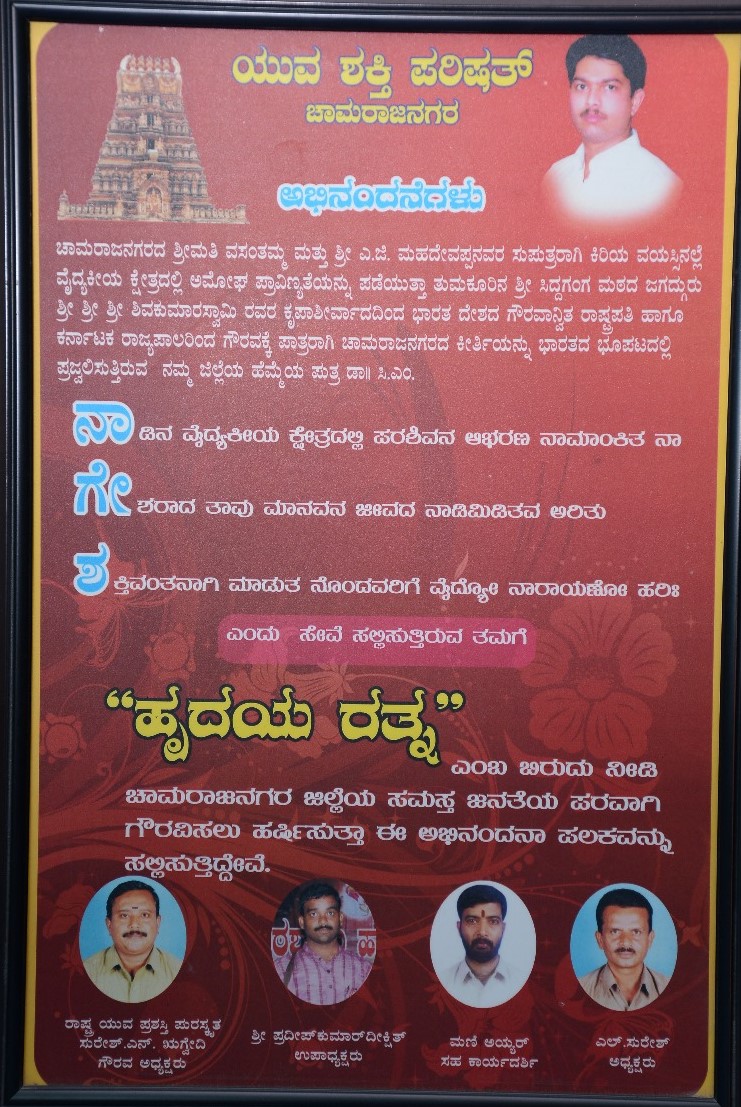 ಯುವ ಶಕ್ತಿ ಪರಿಷತ್
ಚಾಮರಾಜನಗರ
ಅಭಿನಂದನೆಗಳು
ಚಾಮರಾಜನಗರದ ಶ್ರೀಮತಿ ವಸಂತಮ್ಮ ಮತ್ತು ಶ್ರೀ ಎ.ಜಿ. ಮಹದೇವಪ್ಪನವರ ಸುಪುತ್ರರಾಗಿ ಕಿರಿಯ ವಯಸ್ಸಿನಲ್ಲೆ
ವೈದ್ಯಕೀಯ ಕ್ಷೇತ್ರದಲ್ಲಿ ಅಮೋಘ ಪ್ರಾವಿಣ್ಯತೆಯನ್ನು ಪಡೆಯುತ್ತಾ ತುಮಕೂರಿನ ಶ್ರೀ ಸಿದ್ದಗಂಗ ಮಠದ ಜಗದ್ಗುರು
ಶ್ರೀ ಶ್ರೀ ಶ್ರೀ ಶಿವಕುಮಾರಸ್ವಾಮಿ ರವರ ಕೃಪಾಶೀರ್ವಾದದಿಂದ ಭಾರತ ದೇಶದ ಗೌರವಾನ್ವಿತ ರಾಷ್ಟ್ರಪತಿ ಹಾಗೂ
ಕರ್ನಾಟಕ ರಾಜ್ಯಪಾಲರಿಂದ ಗೌರವಕ್ಕೆ ಪಾತ್ರರಾಗಿ ಚಾಮರಾಜನಗರದ ಕೀರ್ತಿಯನ್ನು ಭಾರತದ ಭೂಪಟದಲ್ಲಿ
ಪ್ರಜ್ವಲಿಸುತ್ತಿರುವ ನಮ್ಮ ಜಿಲ್ಲೆಯ ಹೆಮ್ಮೆಯ ಪುತ್ರ ಡಾ|| ಸಿ.ಎಂ.
ನಾಡಿನ ವೈದ್ಯಕೀಯ ಕ್ಷೇತ್ರದಲ್ಲಿ ಪರಶಿವನ ಆಭರಣ ನಾಮಾಂಕಿತ ನಾ
ಗೇಶರಾದ ತಾವು ಮಾನವನ ಜೀವದ ನಾಡಿಮಿಡಿತವ ಅರಿತು
ಶಕ್ತಿವಂತನಾಗಿ ಮಾಡುತ ನೊಂದವರಿಗೆ ವೈದ್ಯೋ ನಾರಾಯಣೋ ಹರಿಃ
ಎಂದು ಸೇವೆ ಸಲ್ಲಿಸುತ್ತಿರುವ ತಮಗೆ
“ಹೃದಯ ರತ್ನ”
ಎಂಬ ಬಿರುದು ನೀಡಿ
ಚಾಮರಾಜನಗರ ಜಿಲ್ಲೆಯ ಸಮಸ್ತ ಜನತೆಯ ಪರವಾಗಿ
ಗೌರವಿಸಲು ಹರ್ಷಿಸುತ್ತಾ ಈ ಅಭಿನಂದನಾ ಫಲಕವನ್ನು
ಸಲ್ಲಿಸುತ್ತಿದ್ದೇವೆ.
ರಾಷ್ಟ್ರ ಯುವ ಪ್ರಶಸ್ತಿ ಪುರಸ್ಕೃತ
ಸುರೇಶ್.ಎನ್. ಋಗ್ವೇದಿ
ಗೌರವ ಅಧ್ಯಕ್ಷರು
ಶ್ರೀ ಪ್ರದೀಪ್‌ಕುಮಾರ್‌ದೀಕ್ಷಿತ್
ಉಪಾಧ್ಯಕ್ಷರು
ಮಣಿ ಅಯ್ಯರ್
ಸಹ ಕಾರ್ಯದರ್ಶಿ
ಎಲ್.ಸುರೇಶ್
ಅಧ್ಯಕ್ಷರು